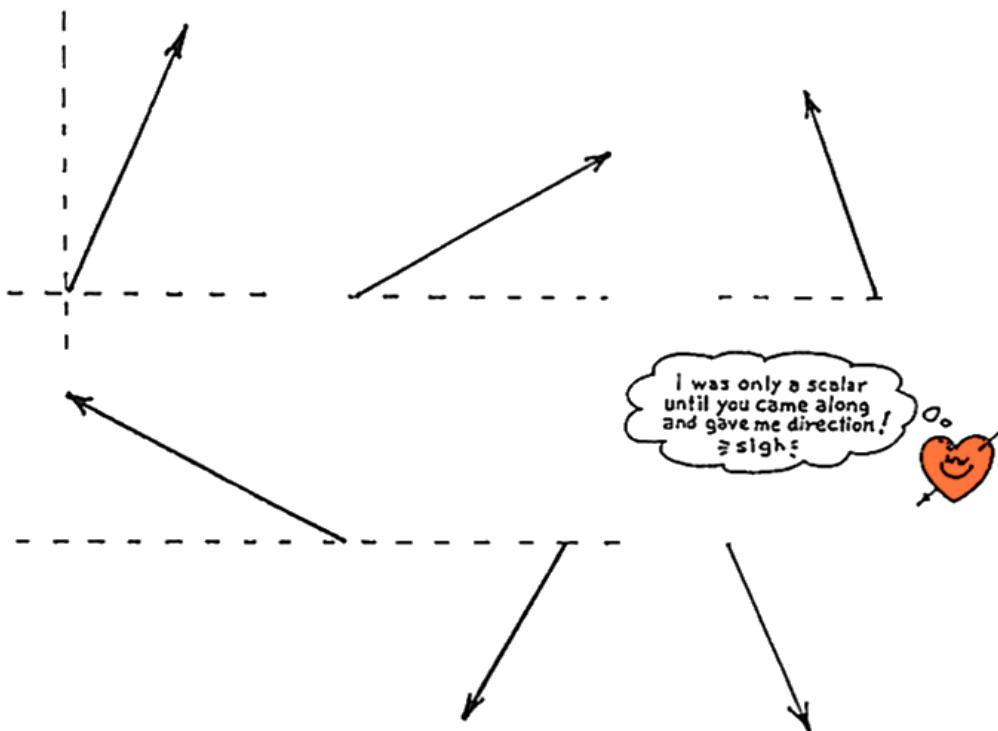 I was only a scalar
until you came along
and gave me direction!
sigh